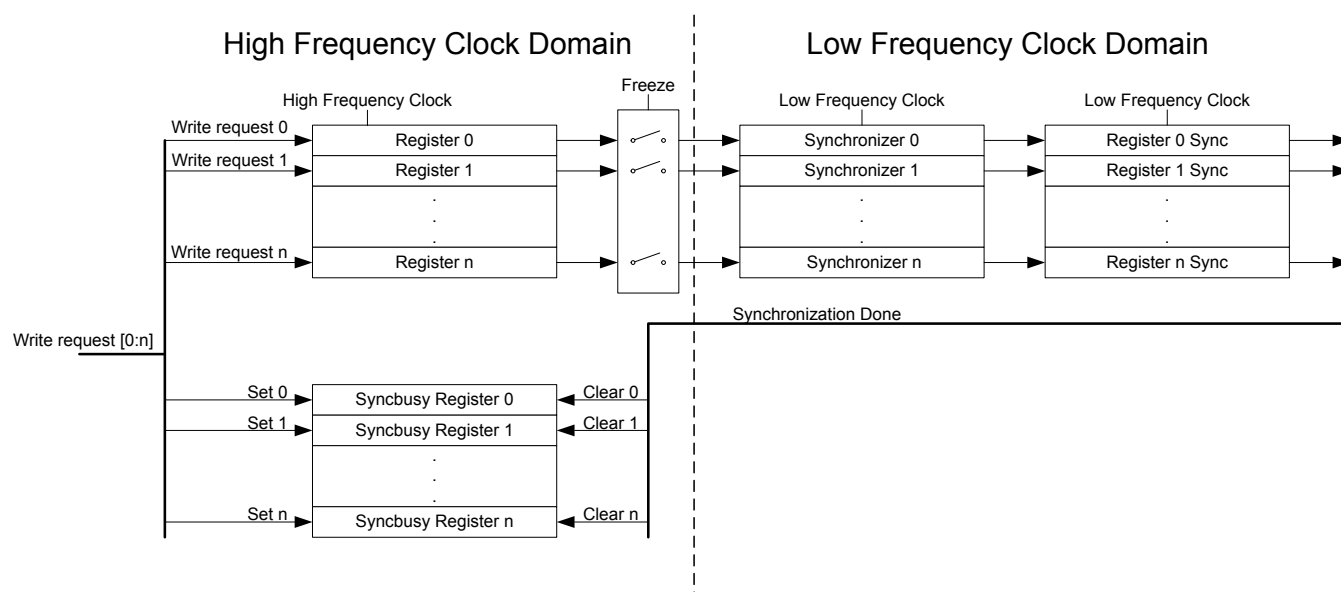 High Frequency Clock Domain
Low Frequency Clock Domain
Freeze
High Frequency Clock
Low Frequency Clock
Low Frequency Clock
Write request 0
Register 0
Synchronizer 0
Register 0 Sync
Write request 1
Register 1
Synchronizer 1
Register 1 Sync
.
.
.
.
.
.
.
.
.
Write request n
Register n
Synchronizer n
Register n Sync
Synchronization Done
Write request [0:n]
Set 0
Syncbusy Register 0
Clear 0
Set 1
Syncbusy Register 1
Clear 1
.
.
.
Set n
Syncbusy Register n
Clear n